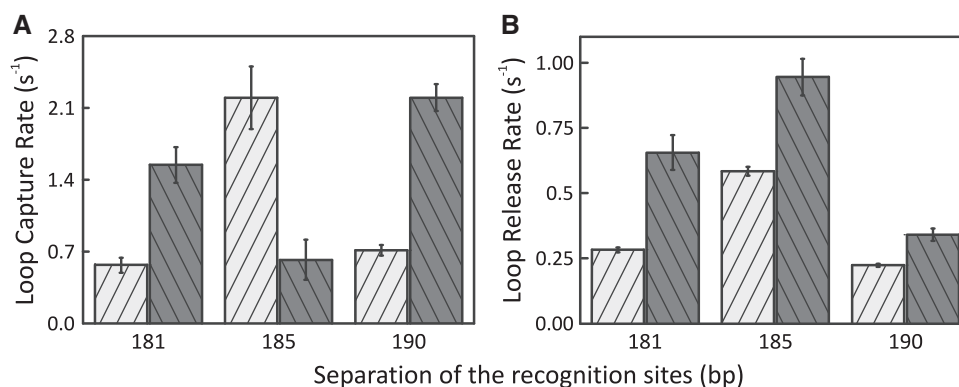 A
Loop Capture Rate (s⁻¹)
2.8
2.1
1.4
0.7
0.0
181 185 190
B
Loop Release Rate (s⁻¹)
1.00
0.75
0.50
0.25
0.00
181 185 190
Separation of the recognition sites (bp)